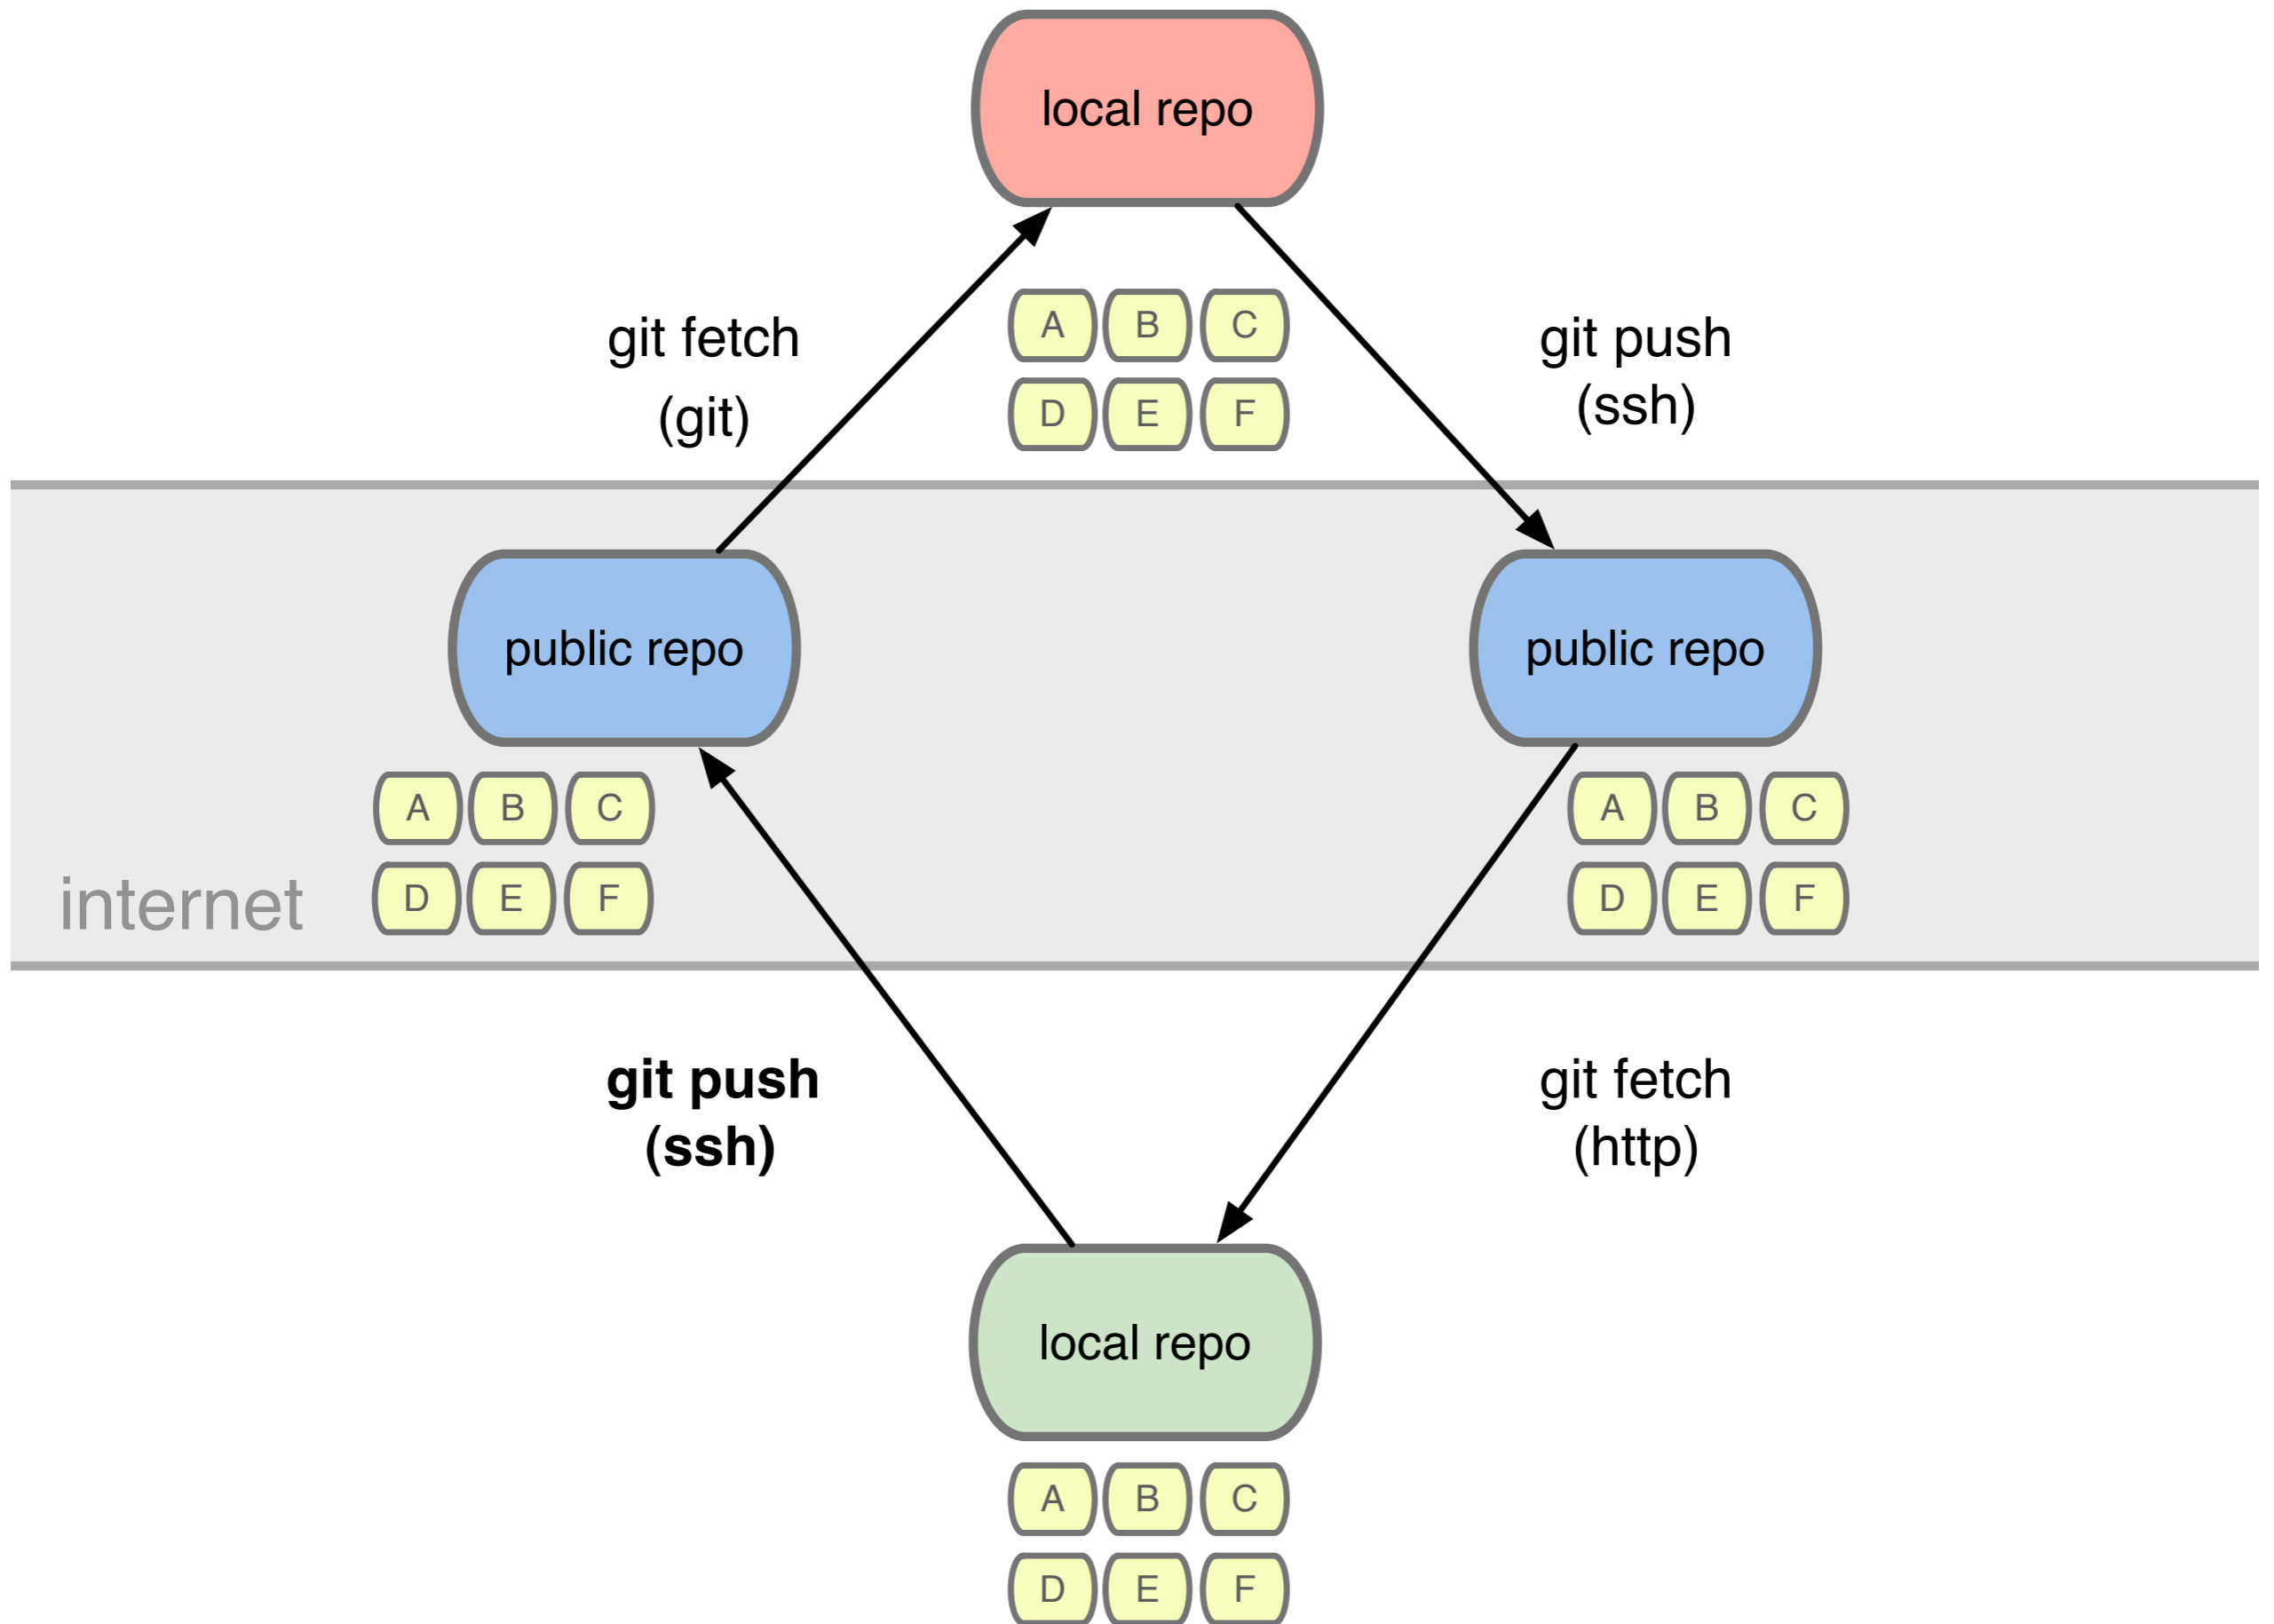 local repo
git fetch
(git)
A B C
D E F
git push
(ssh)
public repo
public repo
A B C
D E F
A B C
D E F
internet
git push
(ssh)
git fetch
(http)
local repo
A B C
D E F